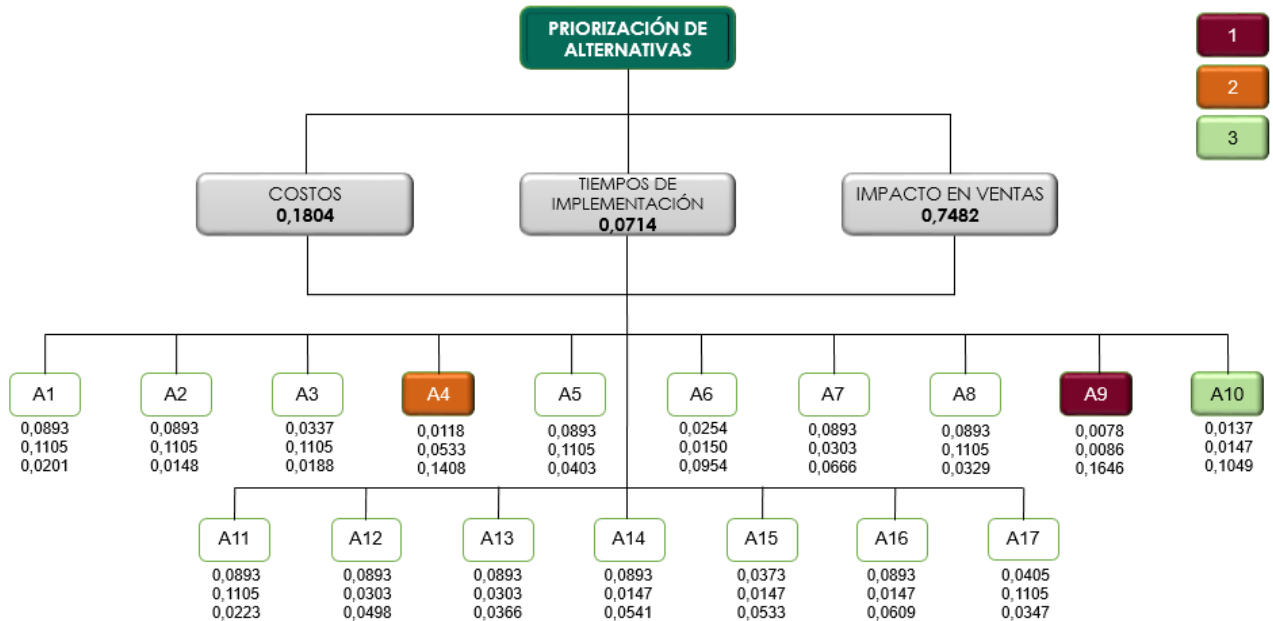 PRIORIZACIÓN DE
ALTERNATIVAS
1
2
3
COSTOS
0,1804
TIEMPOS DE
IMPLEMENTACIÓN
0,0714
IMPACTO EN VENTAS
0,7482
A1
0,0893
0,1105
0,0201
A2
0,0893
0,1105
0,0148
A3
0,0337
0,1105
0,0188
A4
0,0118
0,0533
0,1408
A5
0,0893
0,1105
0,0403
A6
0,0254
0,0150
0,0954
A7
0,0893
0,0303
0,0666
A8
0,0893
0,1105
0,0329
A9
0,0078
0,0086
0,1646
A10
0,0137
0,0147
0,1049
A11
0,0893
0,1105
0,0223
A12
0,0893
0,0303
0,0498
A13
0,0893
0,0303
0,0366
A14
0,0893
0,0147
0,0541
A15
0,0373
0,0147
0,0533
A16
0,0893
0,0147
0,0609
A17
0,0405
0,1105
0,0347